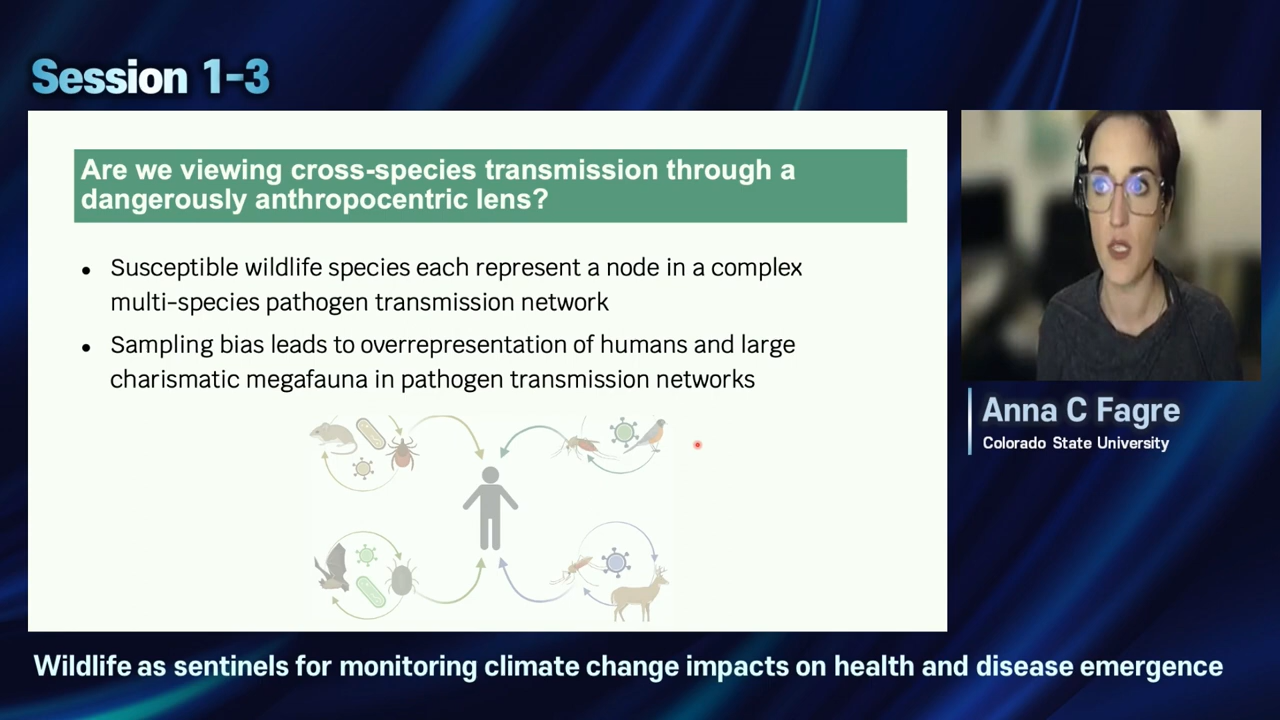 Session 1-3
Are we viewing cross-species transmission through a
dangerously anthropocentric lens?
• Susceptible wildlife species each represent a node in a complex
multi-species pathogen transmission network
• Sampling bias leads to overrepresentation of humans and large
charismatic megafauna in pathogen transmission networks
Anna C Fagre
Colorado State University
Wildlife as sentinels for monitoring climate change impacts on health and disease emergence